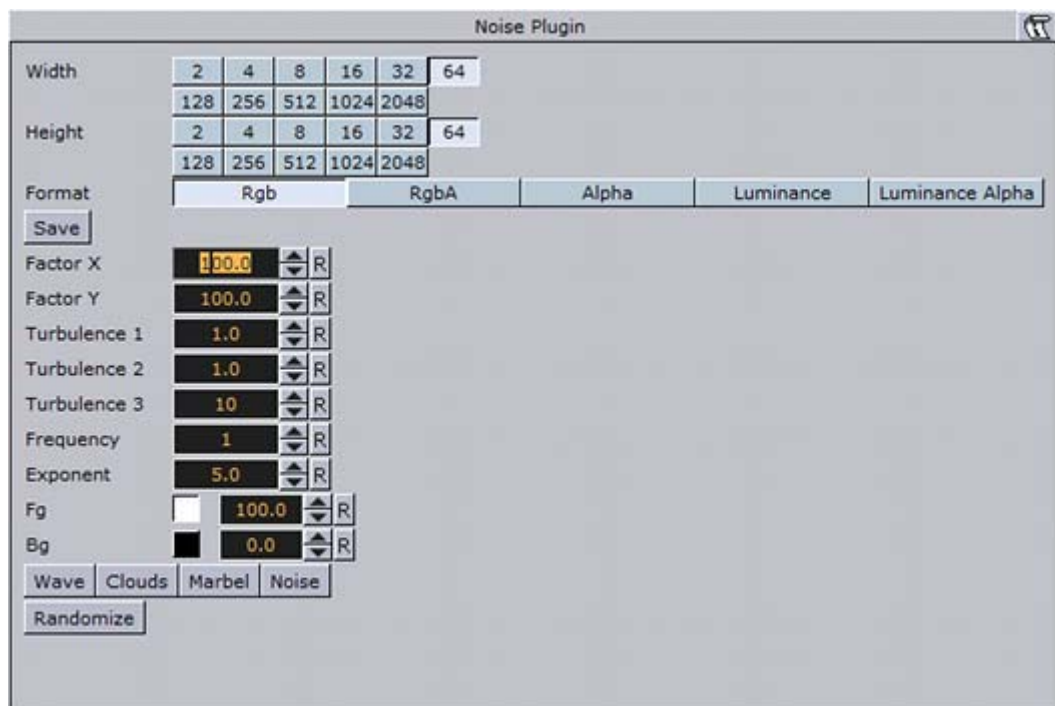 Noise Plugin
Width 2 4 8 16 32 64
128 256 512 1024 2048
Height 2 4 8 16 32 64
128 256 512 1024 2048
Format Rgb RgbA Alpha Luminance Luminance Alpha
Save
Factor X 100.0 R
Factor Y 100.0 R
Turbulence 1 1.0 R
Turbulence 2 1.0 R
Turbulence 3 10 R
Frequency 1 R
Exponent 5.0 R
Fg 100.0 R
Bg 0.0 R
Wave Clouds Marbel Noise
Randomize